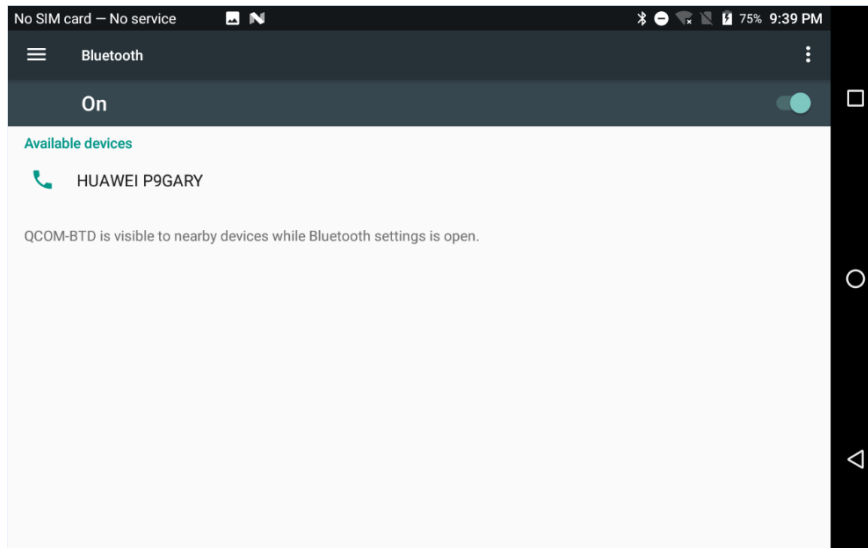 No SIM card — No service 75% 9:39 PM
Bluetooth
On
Available devices
HUAWEI P9GARY
QCOM-BTD is visible to nearby devices while Bluetooth settings is open.